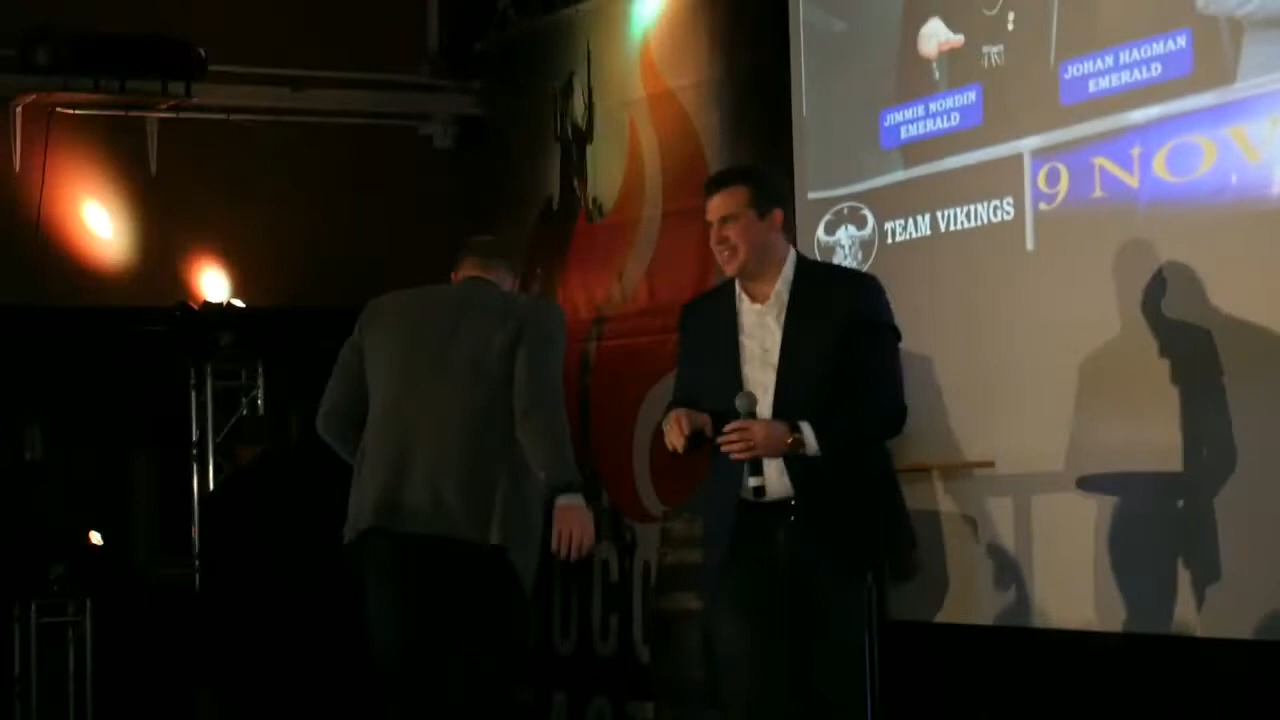 JIMMIE NORDIN
EMERALD
JOHAN HAGMAN
EMERALD
TEAM VIKINGS
9 NOV